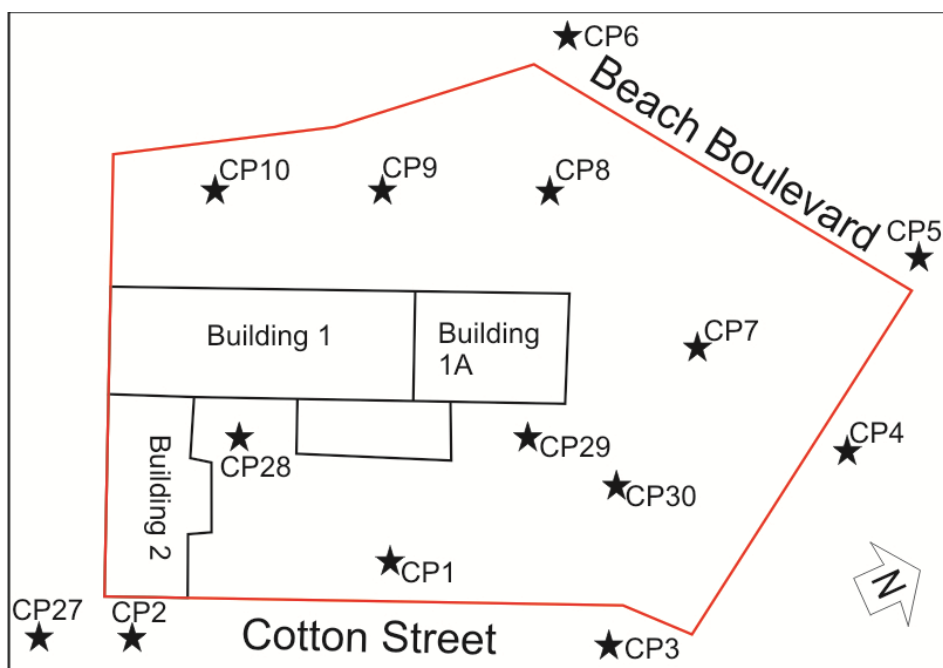 CP6
Beach Boulevard
CP10
CP9
CP8
CP5
Building 1
Building
1A
CP7
CP4
CP28
CP29
Building 2
CP30
CP1
N
CP27
CP2
Cotton Street
CP3